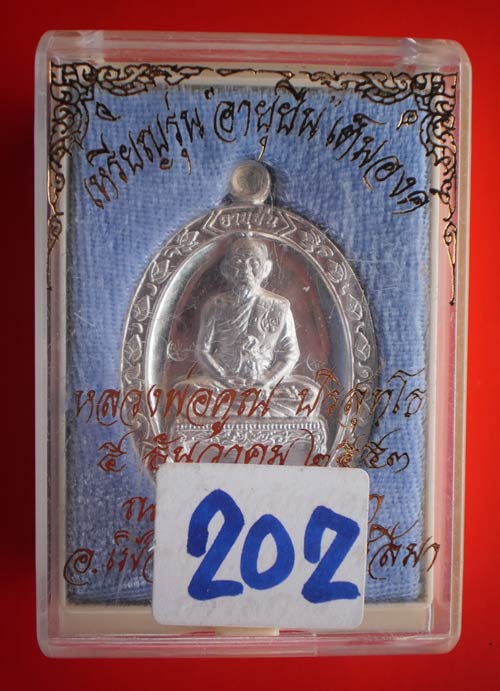 เหรียญรุ่น "อายุยืน" เต็มองค์
อายุยืน
หลวงพ่อคูณ ปริสุทฺโธ
๕ ธันวาคม ๒๕๕๓
202